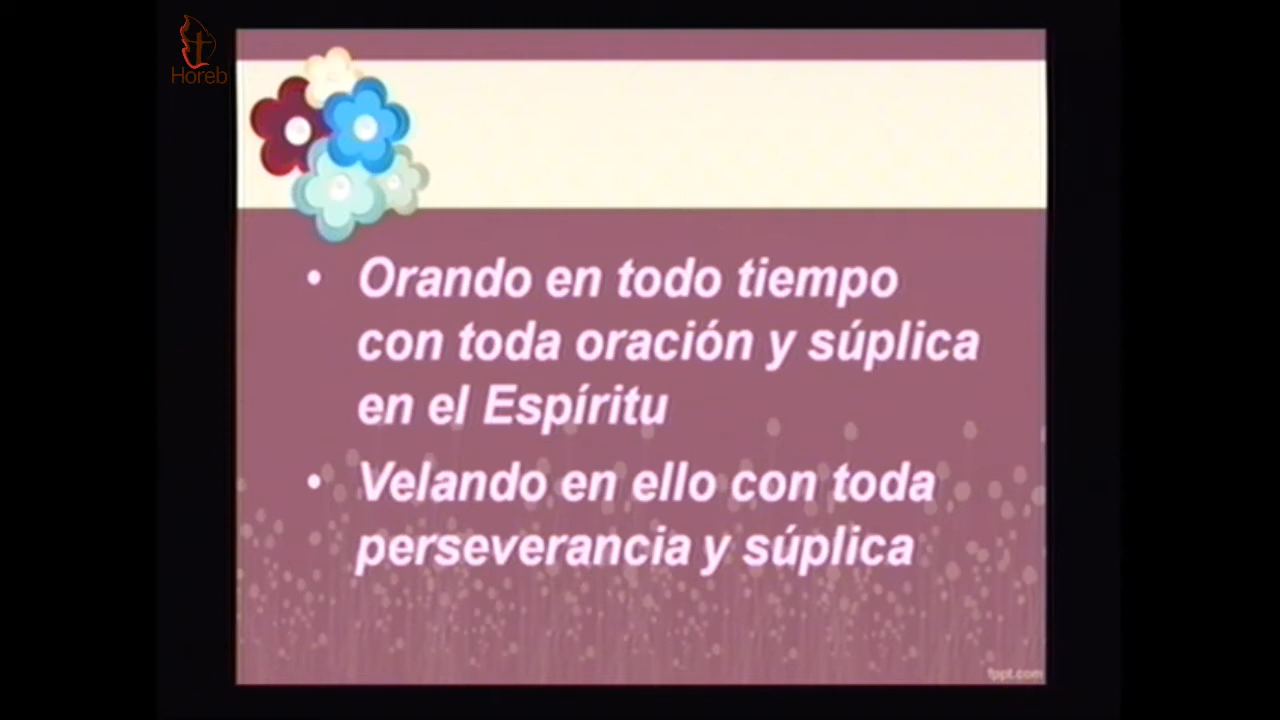 Horeb
• Orando en todo tiempo
con toda oración y súplica
en el Espíritu
• Velando en ello con toda
perseverancia y súplica
fppt.com